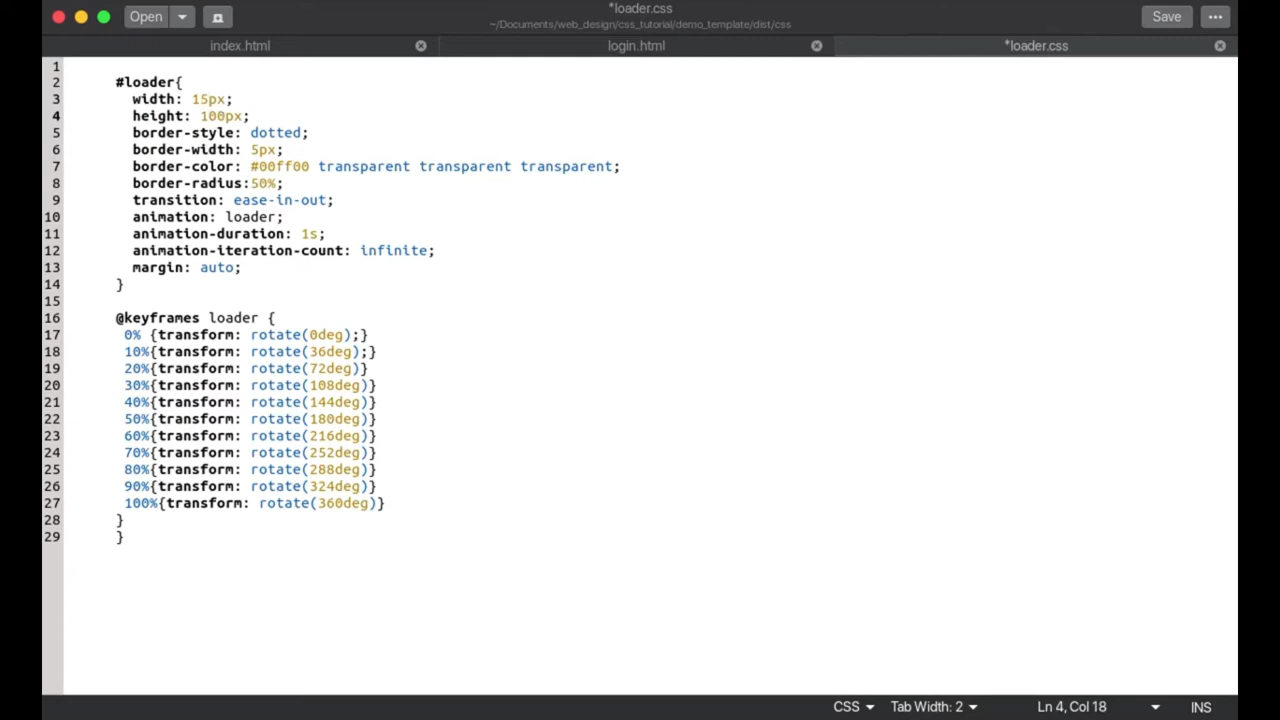 *loader.css
Open
~/Documents/web_design/css_tutorial/demo_template/dist/css
Save
index.html
login.html
*loader.css
1
2 #loader{
3 width: 15px;
4 height: 100px;
5 border-style: dotted;
6 border-width: 5px;
7 border-color: #00ff00 transparent transparent transparent;
8 border-radius:50%;
9 transition: ease-in-out;
10 animation: loader;
11 animation-duration: 1s;
12 animation-iteration-count: infinite;
13 margin: auto;
14 }
15
16 @keyframes loader {
17 0% {transform: rotate(0deg);}
18 10%{transform: rotate(36deg);}
19 20%{transform: rotate(72deg)}
20 30%{transform: rotate(108deg)}
21 40%{transform: rotate(144deg)}
22 50%{transform: rotate(180deg)}
23 60%{transform: rotate(216deg)}
24 70%{transform: rotate(252deg)}
25 80%{transform: rotate(288deg)}
26 90%{transform: rotate(324deg)}
27 100%{transform: rotate(360deg)}
28 }
29 }
CSS Tab Width: 2 Ln 4, Col 18 INS